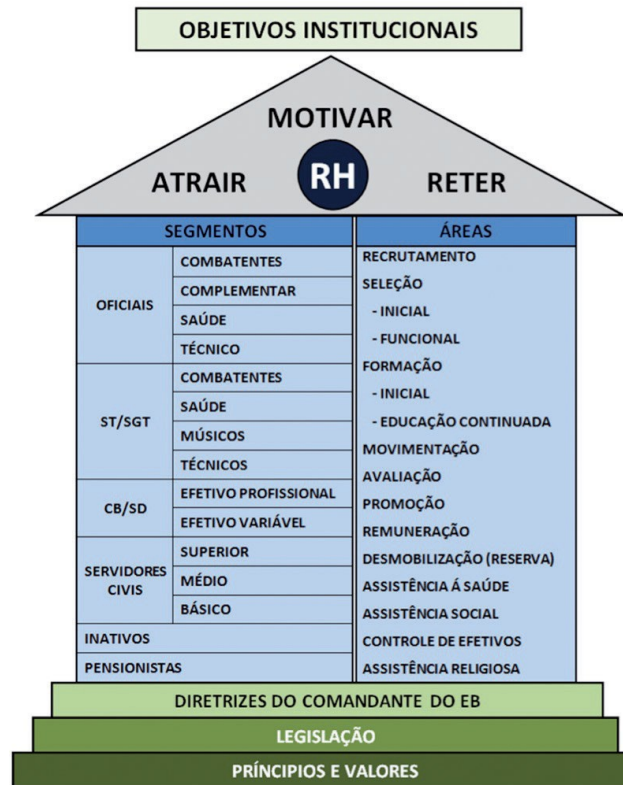 OBJETIVOS INSTITUCIONAIS
MOTIVAR
ATRAIR
RH
RETER
SEGMENTOS
OFICIAIS
COMBATENTES
COMPLEMENTAR
SAÚDE
TÉCNICO
ST/SGT
COMBATENTES
SAÚDE
MÚSICOS
TÉCNICOS
CB/SD
EFETIVO PROFISSIONAL
EFETIVO VARIÁVEL
SERVIDORES
CIVIS
SUPERIOR
MÉDIO
BÁSICO
INATIVOS
PENSIONISTAS
ÁREAS
RECRUTAMENTO
SELEÇÃO
- INICIAL
- FUNCIONAL
FORMAÇÃO
- INICIAL
- EDUCAÇÃO CONTINUADA
MOVIMENTAÇÃO
AVALIAÇÃO
PROMOÇÃO
REMUNERAÇÃO
DESMOBILIZAÇÃO (RESERVA)
ASSISTÊNCIA Á SAÚDE
ASSISTÊNCIA SOCIAL
CONTROLE DE EFETIVOS
ASSISTÊNCIA RELIGIOSA
DIRETRIZES DO COMANDANTE DO EB
LEGISLAÇÃO
PRÍNCIPIOS E VALORES